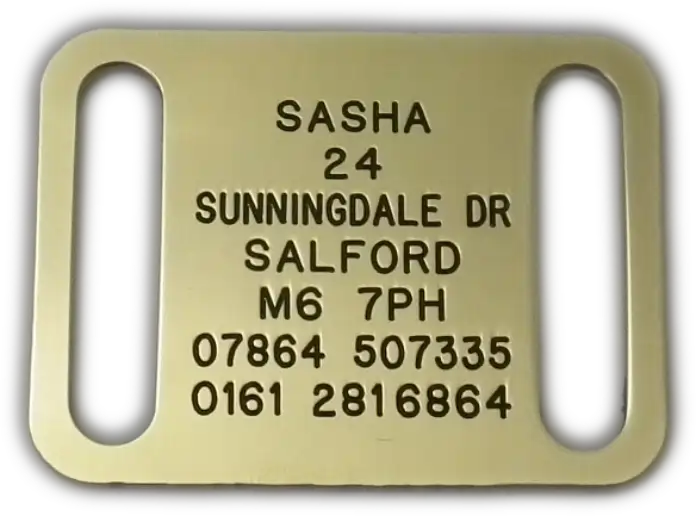 SASHA
24
SUNNINGDALE DR
SALFORD
M6 7PH
07864 507335
0161 2816864